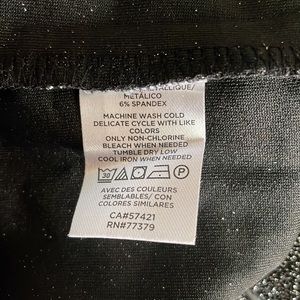 METÁLICO
6% SPANDEX
MACHINE WASH COLD
DELICATE CYCLE WITH LIKE
COLORS
ONLY NON-CHLORINE
BLEACH WHEN NEEDED
TUMBLE DRY LOW
COOL IRON WHEN NEEDED
30 P
AVEC DES COULEURS
SEMBLABLES/ CON
COLORES SIMILARES
CA#57421
RN#77379